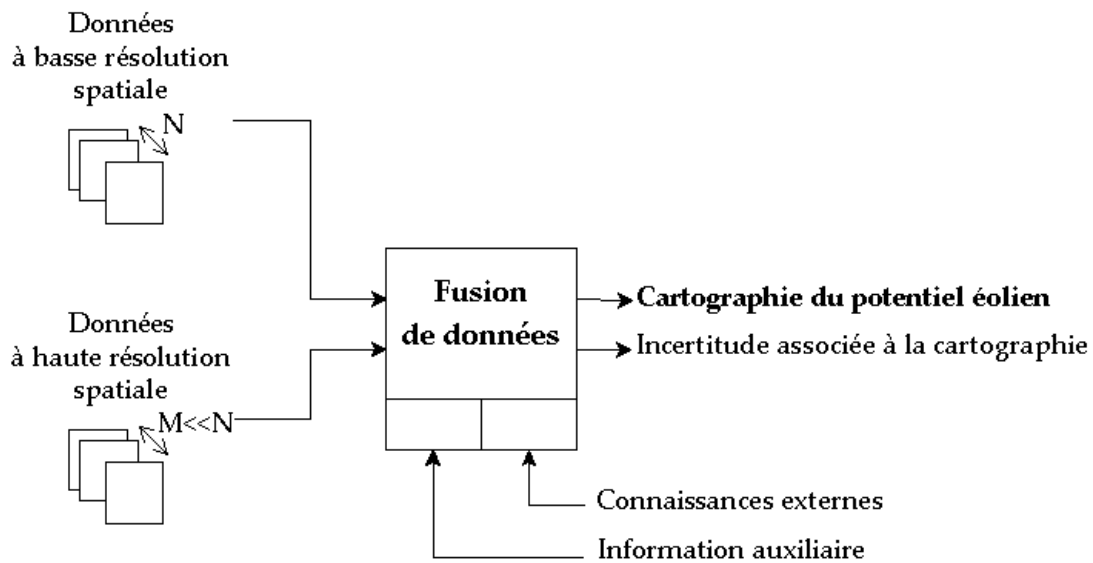 Données
à basse résolution
spatiale
N
Données
à haute résolution
spatiale
M<<N
Fusion
de données
Cartographie du potentiel éolien
Incertitude associée à la cartographie
Connaissances externes
Information auxiliaire